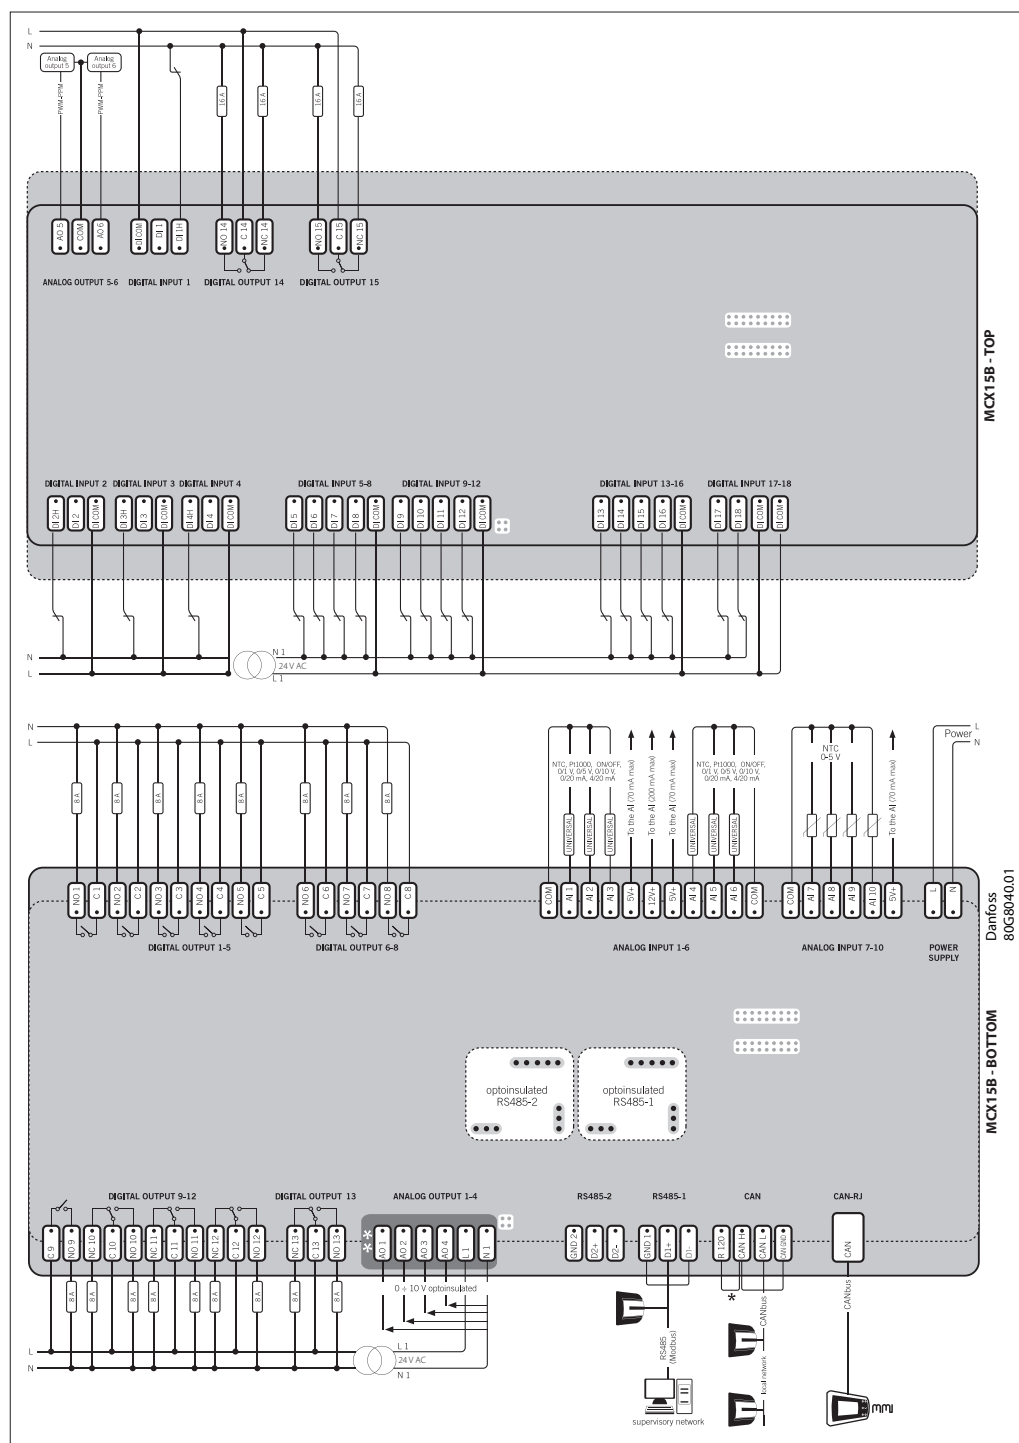 L
N
Analog
output 5
Analog
output 6
PWM-PPM
PWM-PPM
16 A
16 A
16 A
AO 5
COM
AO 6
DI COM
DI 1
DI 1H
NO 14
C 14
NC 14
NO 15
C 15
NC 15
ANALOG OUTPUT 5-6
DIGITAL INPUT 1
DIGITAL OUTPUT 14
DIGITAL OUTPUT 15
MCX15B - TOP
DIGITAL INPUT 2
DIGITAL INPUT 3
DIGITAL INPUT 4
DIGITAL INPUT 5-8
DIGITAL INPUT 9-12
DIGITAL INPUT 13-16
DIGITAL INPUT 17-18
DI 2H
DI 2
DI COM
DI 3H
DI 3
DI COM
DI 4H
DI 4
DI COM
DI 5
DI 6
DI 7
DI 8
DI COM
DI 9
DI 10
DI 11
DI 12
DI COM
DI 13
DI 14
DI 15
DI 16
DI COM
DI 17
DI 18
DI COM
DI COM
N
L
N 1
24 V AC
L 1
N
L
8 A
8 A
8 A
8 A
8 A
8 A
8 A
8 A
NTC, Pt1000, ON/OFF,
0/1 V, 0/5 V, 0/10 V,
0/20 mA, 4/20 mA
UNIVERSAL
UNIVERSAL
UNIVERSAL
To the AI (70 mA max)
To the AI (200 mA max)
To the AI (70 mA max)
NTC, Pt1000, ON/OFF,
0/1 V, 0/5 V, 0/10 V,
0/20 mA, 4/20 mA
UNIVERSAL
UNIVERSAL
UNIVERSAL
NTC
0-5 V
To the AI (70 mA max)
Power
L
N
NO 1
C 1
NO 2
C 2
NO 3
C 3
NO 4
C 4
NO 5
C 5
NO 6
C 6
NO 7
C 7
NO 8
C 8
COM
AI 1
AI 2
AI 3
5V+
12V+
5V+
AI 4
AI 5
AI 6
COM
COM
AI 7
AI 8
AI 9
AI 10
5V+
L
N
DIGITAL OUTPUT 1-5
DIGITAL OUTPUT 6-8
ANALOG INPUT 1-6
ANALOG INPUT 7-10
POWER
SUPPLY
Danfoss
80G8040.01
MCX15B - BOTTOM
optoinsulated
RS485-2
optoinsulated
RS485-1
DIGITAL OUTPUT 9-12
DIGITAL OUTPUT 13
ANALOG OUTPUT 1-4
RS485-2
RS485-1
CAN
CAN-RJ
C 9
NO 9
NC 10
C 10
NO 10
NC 11
C 11
NO 11
NC 12
C 12
NO 12
NC 13
C 13
NO 13
**
AO 1
AO 2
AO 3
AO 4
L 1
N 1
GND 2
D2+
D2-
GND 1
D1+
D1-
R 120
CAN H
CAN L
CAN GND
CAN
8 A
8 A
8 A
8 A
8 A
8 A
8 A
8 A
8 A
0 ÷ 10 V optoinsulated
*
L
N
L 1
24 V AC
N 1
RS485
(Modbus)
CANbus
local network
CANbus
supervisory network
MMI